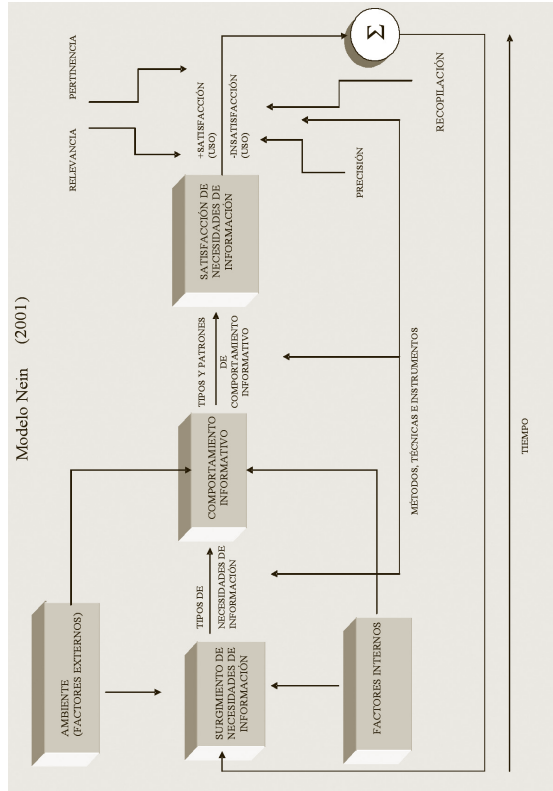 Modelo Nein (2001)
AMBIENTE
(FACTORES EXTERNOS)
SURGIMIENTO DE
NECESIDADES DE
INFORMACIÓN
FACTORES INTERNOS
TIPOS DE
NECESIDADES DE
INFORMACIÓN
COMPORTAMIENTO
INFORMATIVO
TIPOS Y PATRONES
DE
COMPORTAMIENTO
INFORMATIVO
SATISFACCIÓN DE
NECESIDADES DE
INFORMACIÓN
RELEVANCIA
PERTINENCIA
+SATISFACCIÓN
(USO)
-INSATISFACCIÓN
(USO)
PRECISIÓN
RECOPILACIÓN
Σ
MÉTODOS, TÉCNICAS E INSTRUMENTOS
TIEMPO